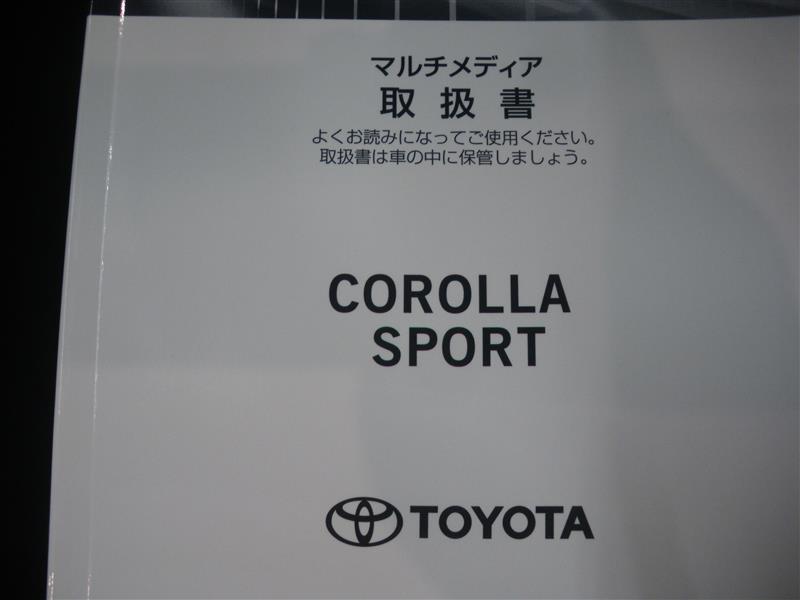 マルチメディア
取扱書
よくお読みになってご使用ください。
取扱書は車の中に保管しましょう。
COROLLA
SPORT
TOYOTA